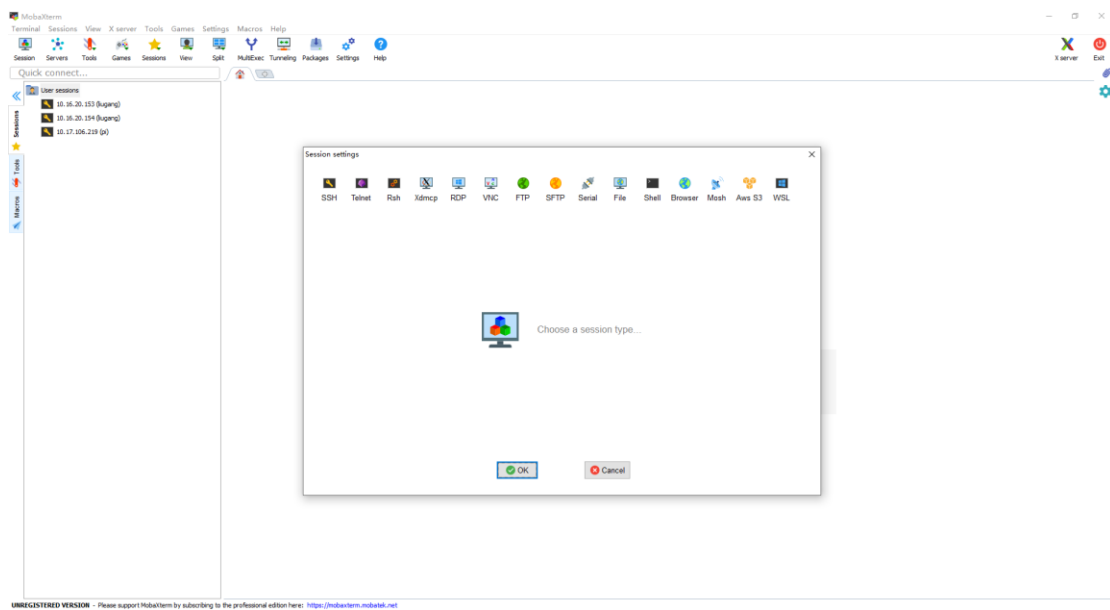 MobaXterm
Terminal Sessions View X server Tools Games Settings Macros Help
Session Servers Tools Games Sessions View Split MultiExec Tunneling Packages Settings Help X server Exit
Quick connect...
User sessions
10.16.20.153 (liugang)
10.16.20.154 (liugang)
10.17.106.219 (pi)
Sessions
Tools
Macros
Session settings
SSH Telnet Rsh Xdmcp RDP VNC FTP SFTP Serial File Shell Browser Mosh Aws S3 WSL
Choose a session type...
OK Cancel
UNREGISTERED VERSION - Please support MobaXterm by subscribing to the professional edition here: https://mobaxterm.mobatek.net